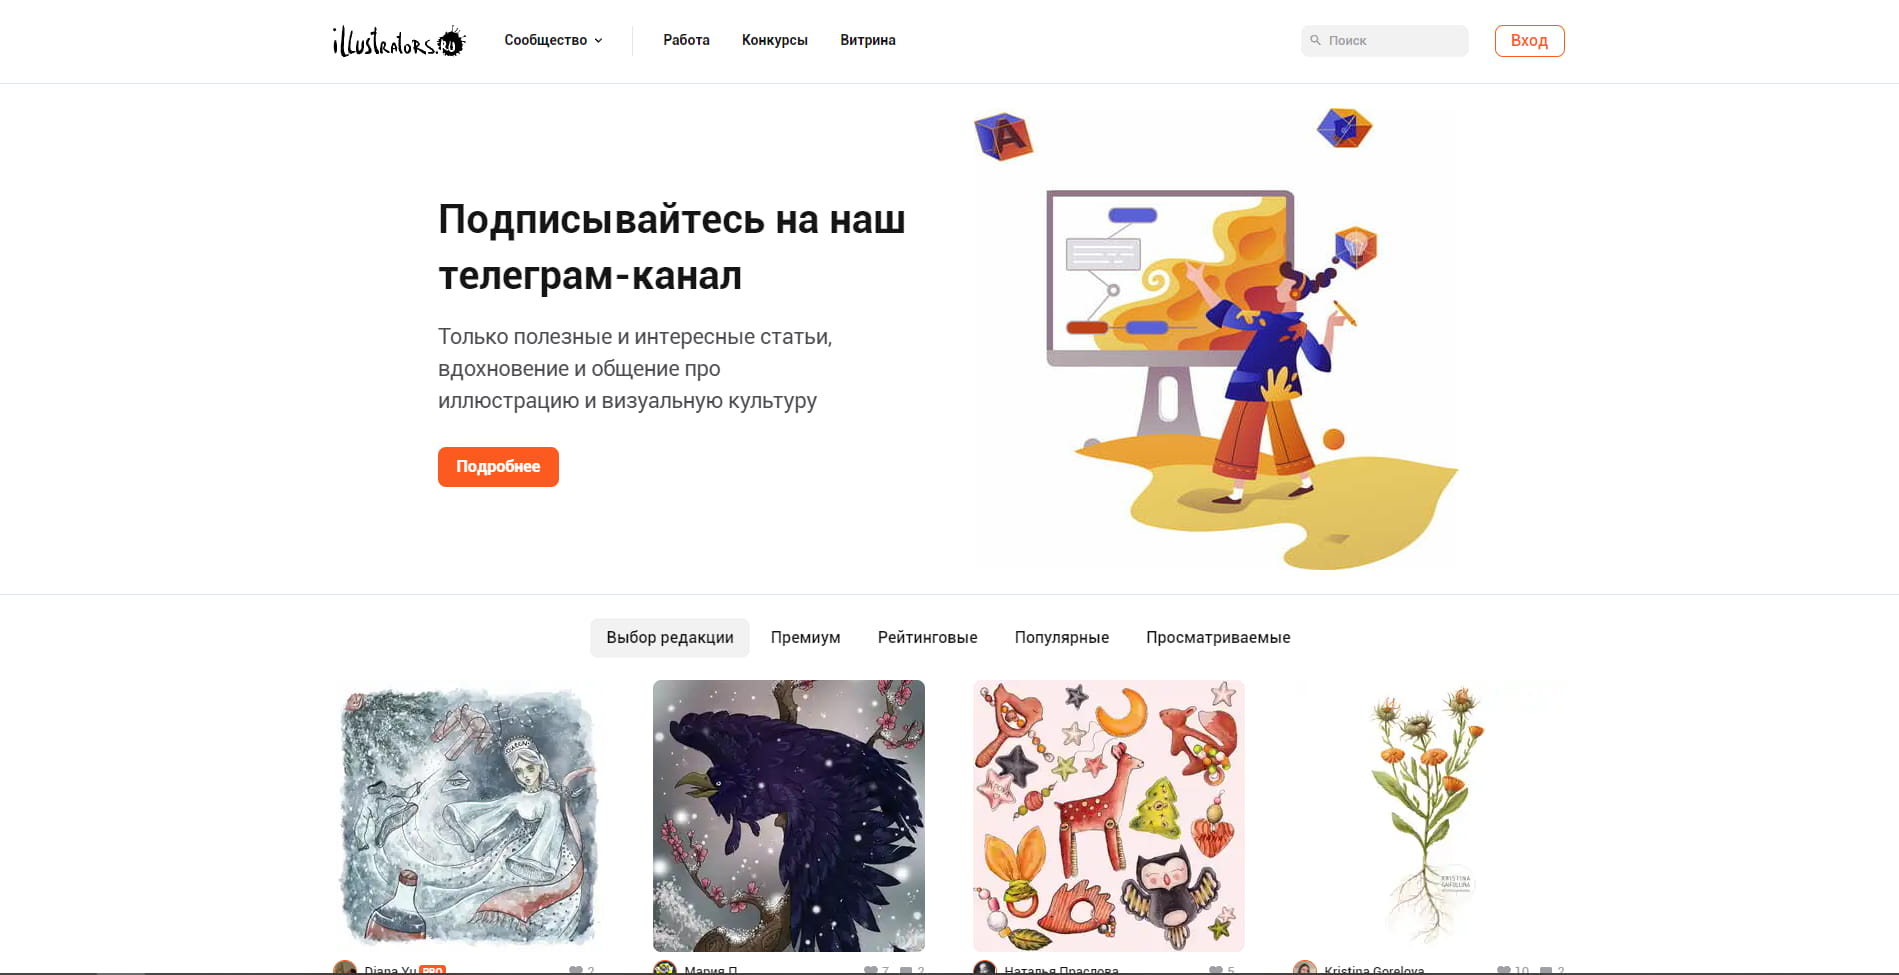 illustrators.RU
Сообщество
Работа
Конкурсы
Витрина
Поиск
Вход
A
Подписывайтесь на наш
телеграм-канал
Только полезные и интересные статьи,
вдохновение и общение про
иллюстрацию и визуальную культуру
Подробнее
Выбор редакции
Премиум
Рейтинговые
Популярные
Просматриваемые
KRISTINA
GAIFULLINA
Diana Yu PRO
2
Мария П
7
2
Наталья Праслова
5
Kristina Gorelova
10
2